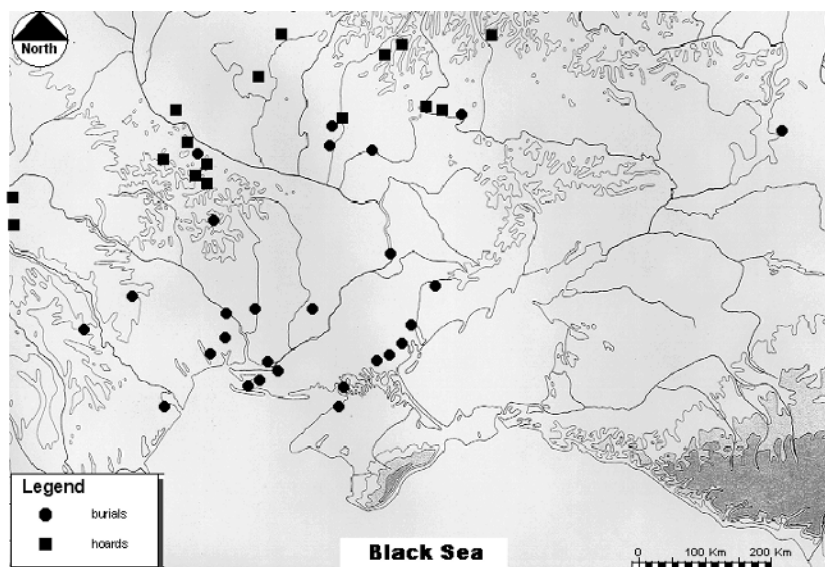 North
Legend
burials
hoards
Black Sea
0 100 Km 200 Km